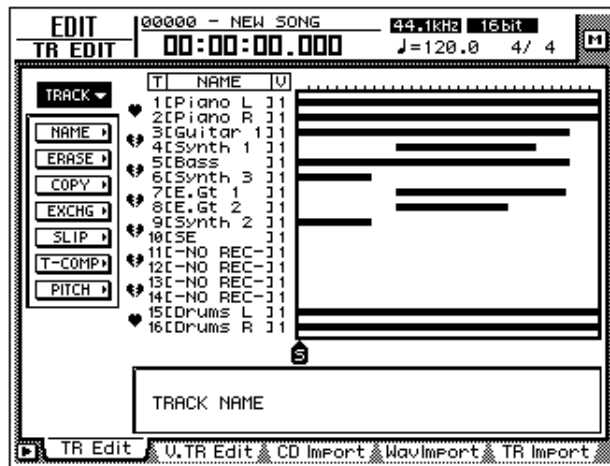 EDIT 00000 - NEW SONG 44.1kHz 16bit
TR EDIT 00:00:00.000 ♩=120.0 4/ 4 M
TRACK
T NAME V
1[Piano L ]1
2[Piano R ]1
3[Guitar 1]1
4[Synth 1 ]1
5[Bass ]1
6[Synth 3 ]1
7[E.Gt 1 ]1
8[E.Gt 2 ]1
9[Synth 2 ]1
10[SE ]1
11[-NO REC-]1
12[-NO REC-]1
13[-NO REC-]1
14[-NO REC-]1
15[Drums L ]1
16[Drums R ]1
NAME
ERASE
COPY
EXCHG
SLIP
T-COMP
PITCH
S
TRACK NAME
TR Edit V.TR Edit CD Import WavImport TR Import